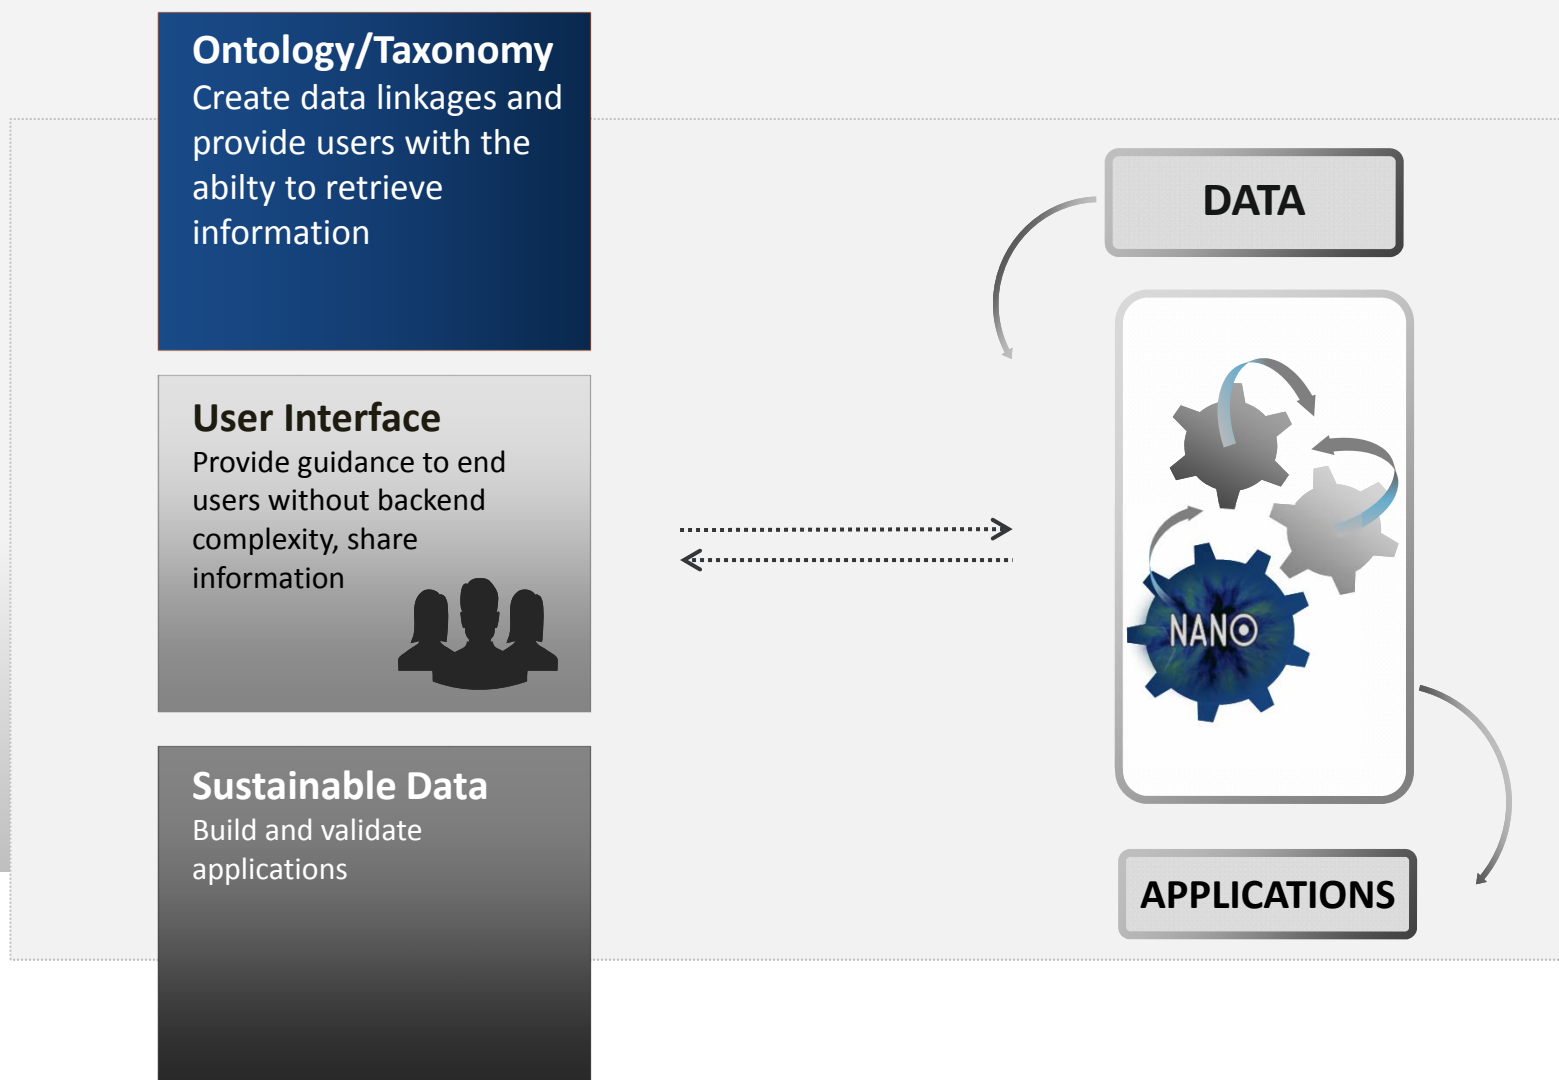 Ontology/Taxonomy
Create data linkages and
provide users with the
abilty to retrieve
information
User Interface
Provide guidance to end
users without backend
complexity, share
information
Sustainable Data
Build and validate
applications
DATA
NANO
APPLICATIONS